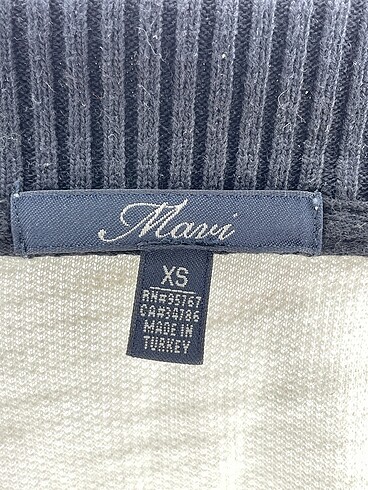 Mavi
XS
RN#95767
CA#34786
MADE IN
TURKEY